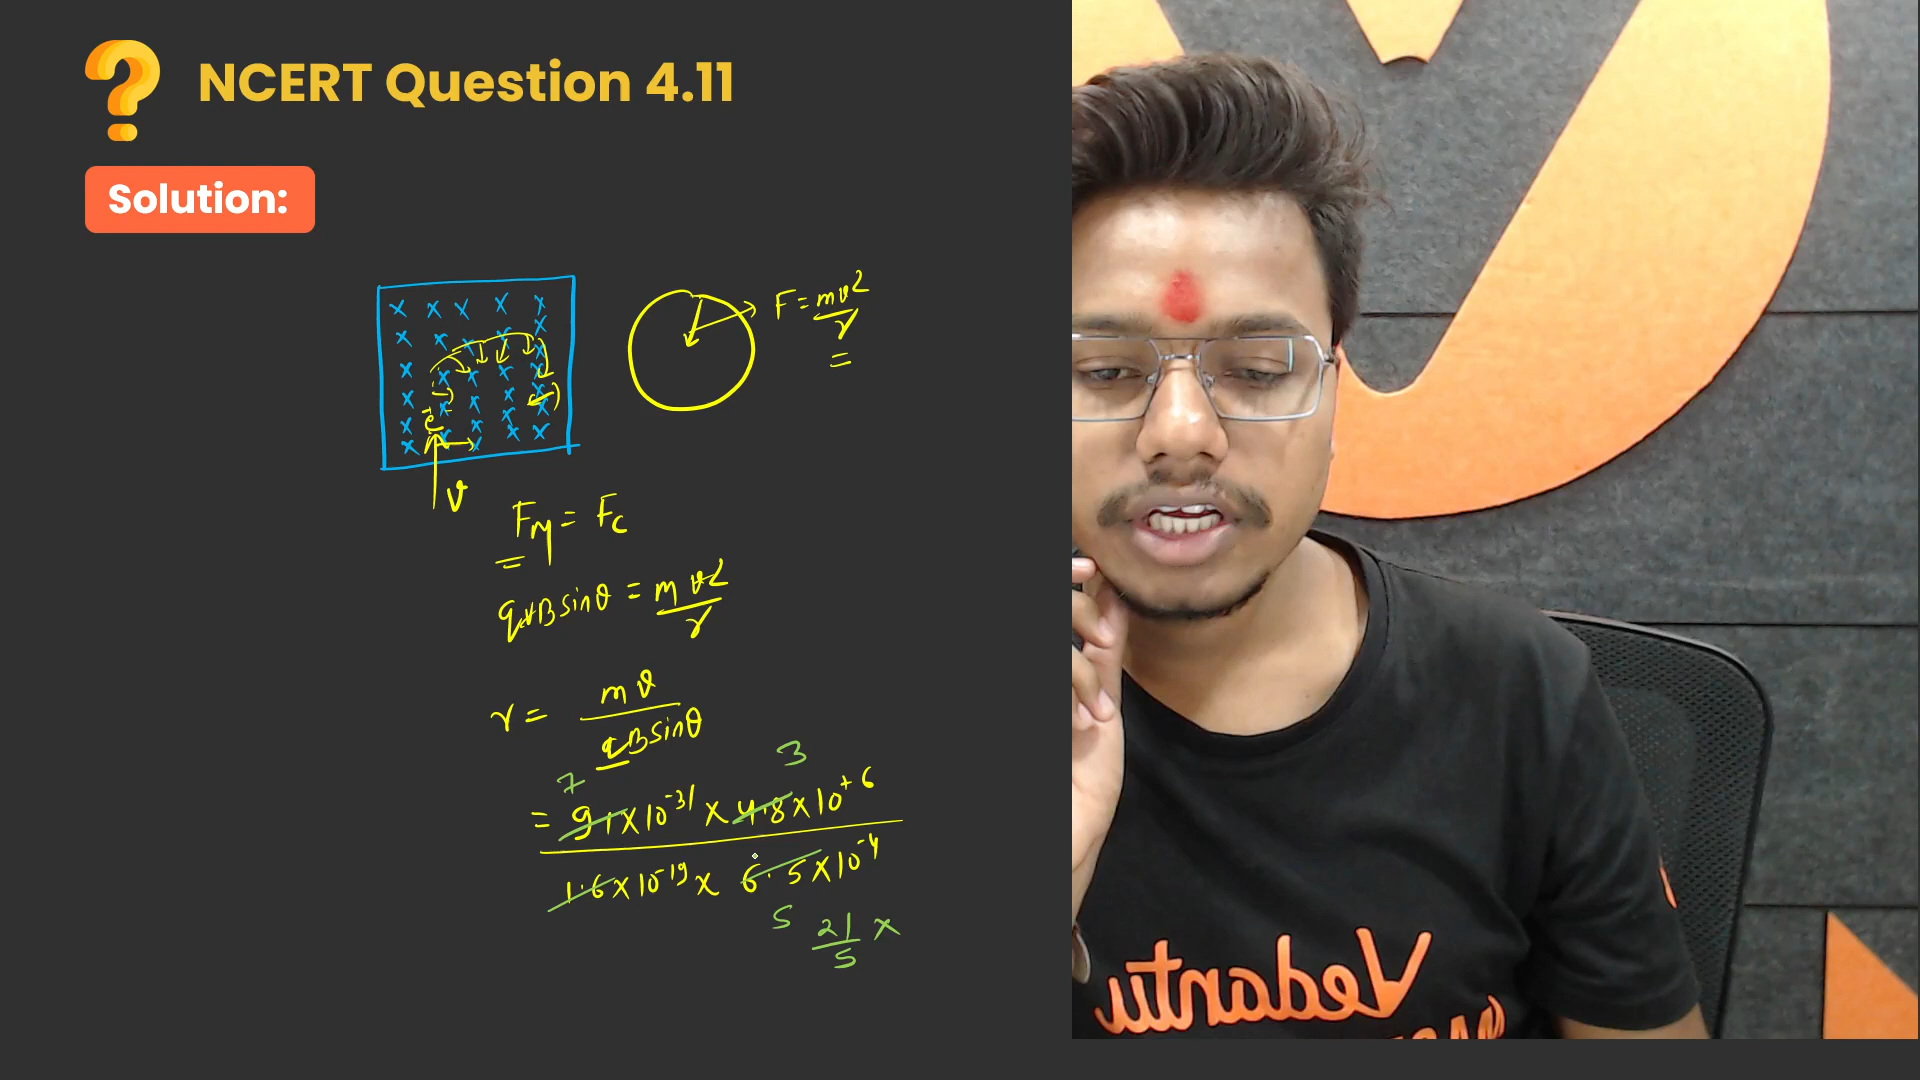 NCERT Question 4.11
Solution:
F = mv²/r
=
e⁻
v
F_M = F_c
qvB sinθ = mv²/r
r = mv / qB sinθ
7 3
= 9.1 × 10⁻³¹ × 4.8 × 10⁺⁶
1.6 × 10⁻¹⁹ × 6.5 × 10⁻⁴
5 21/5 ×
Vedantu